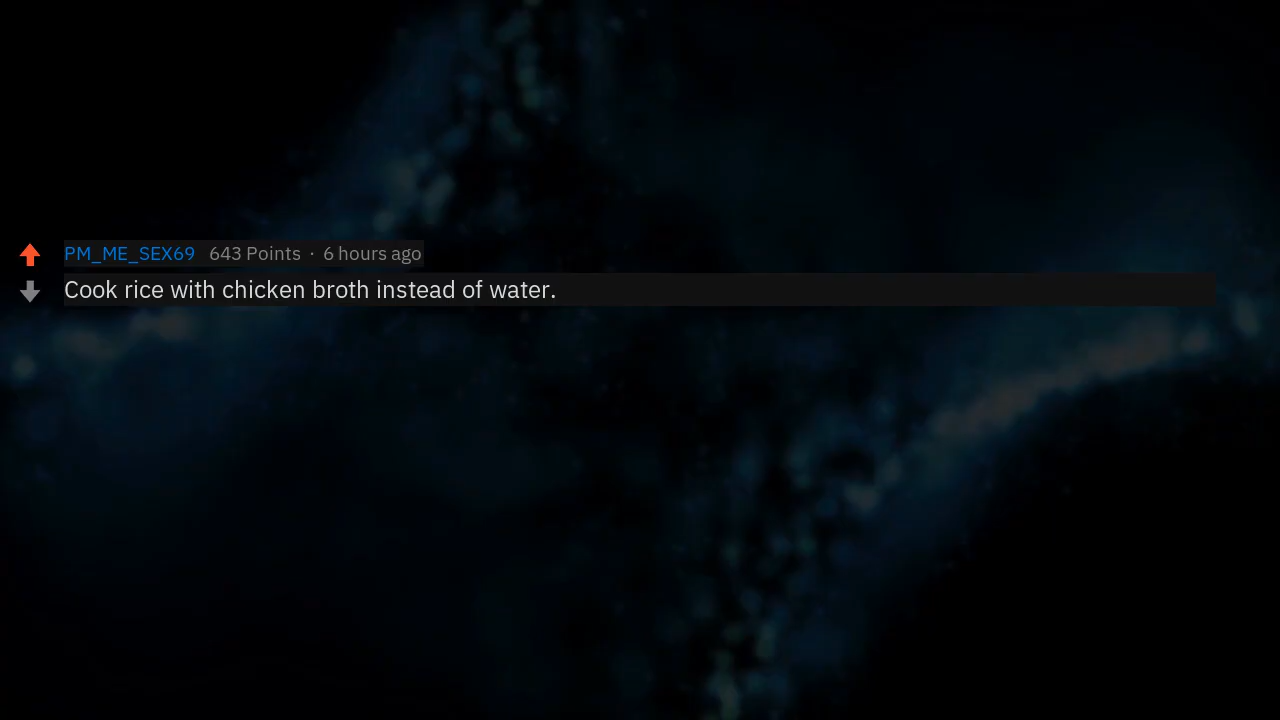 PM_ME_SEX69 643 Points · 6 hours ago
Cook rice with chicken broth instead of water.